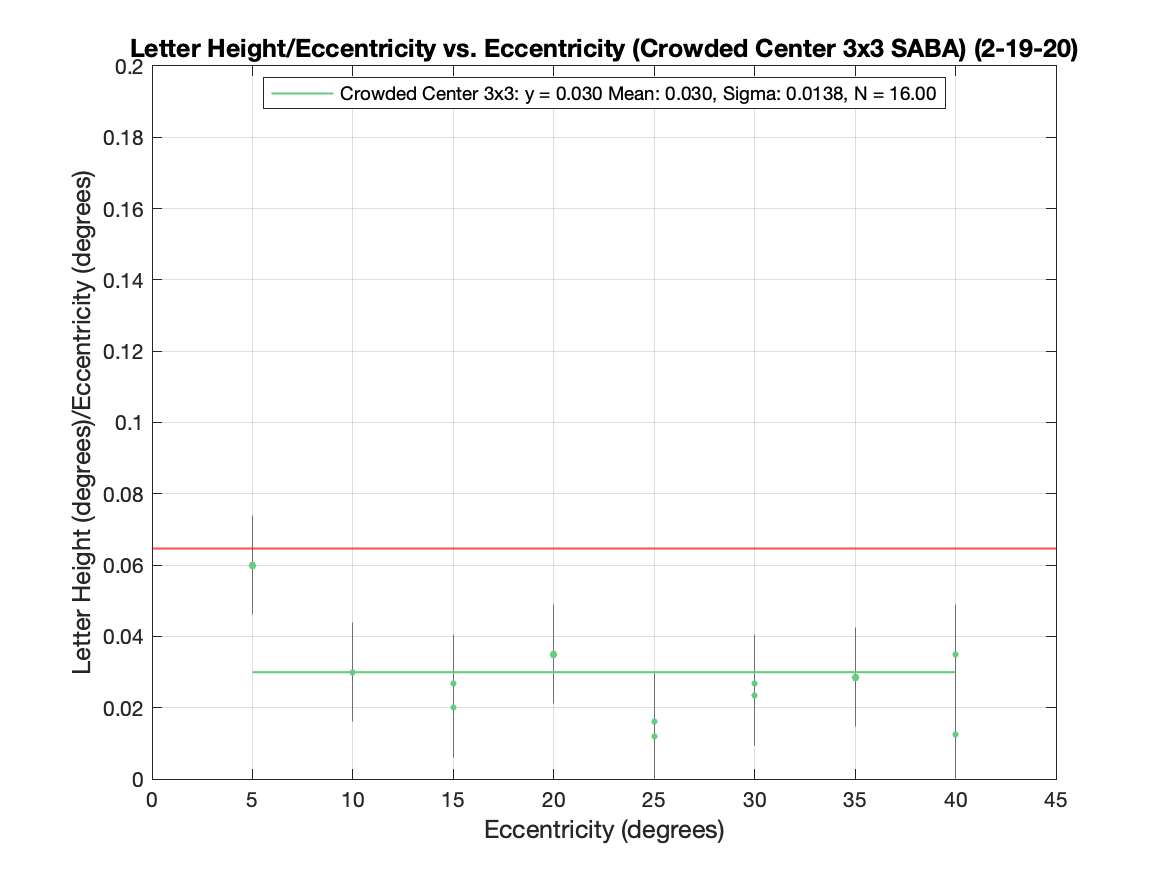 Letter Height/Eccentricity vs. Eccentricity (Crowded Center 3x3 SABA) (2-19-20)
Crowded Center 3x3: y = 0.030 Mean: 0.030, Sigma: 0.0138, N = 16.00
Letter Height (degrees)/Eccentricity (degrees)
0.2
0.18
0.16
0.14
0.12
0.1
0.08
0.06
0.04
0.02
0
0 5 10 15 20 25 30 35 40 45
Eccentricity (degrees)